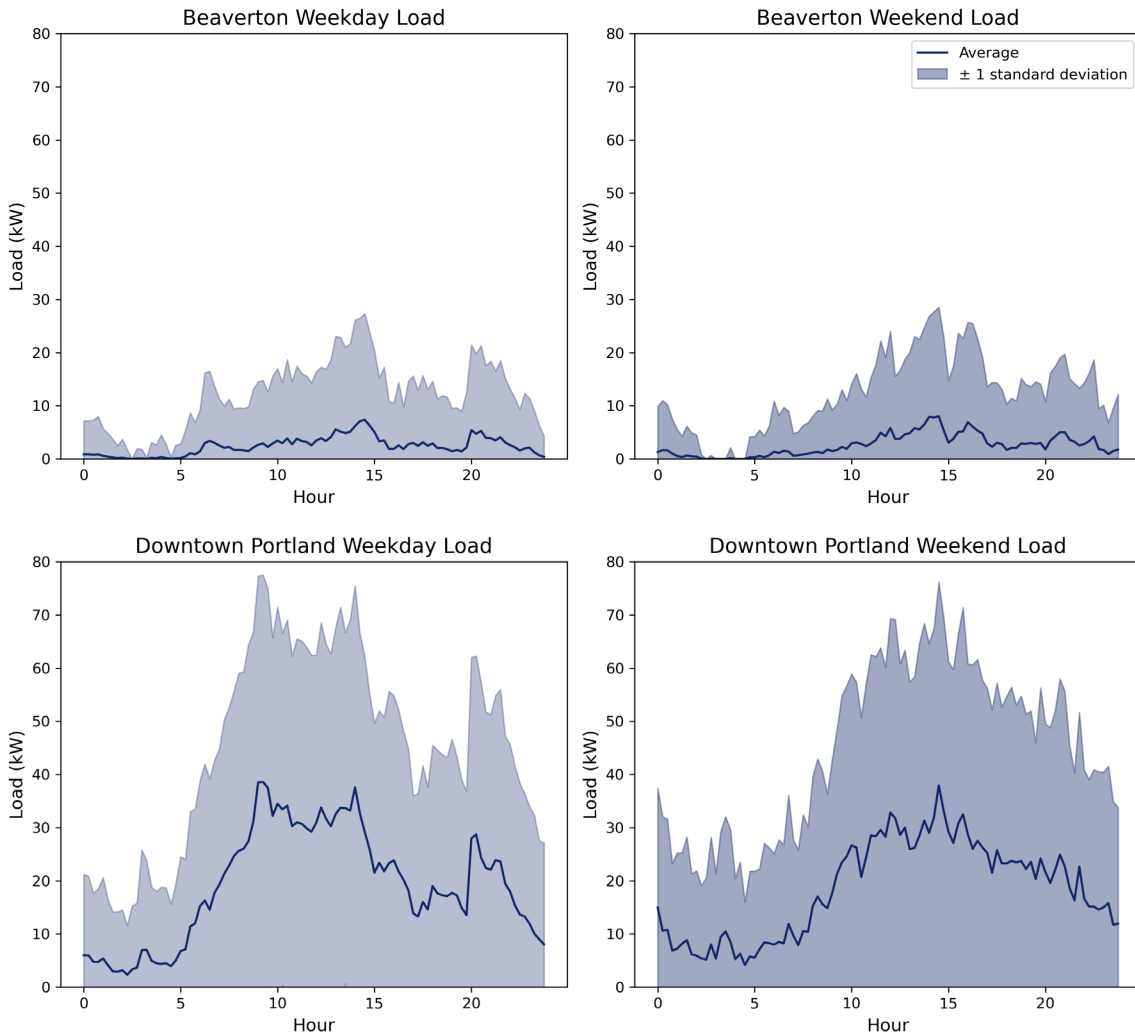 Beaverton Weekday Load
80
70
60
50
40
30
20
10
0
Load (kW)
0 5 10 15 20
Hour
Beaverton Weekend Load
Average
± 1 standard deviation
80
70
60
50
40
30
20
10
0
Load (kW)
0 5 10 15 20
Hour
Downtown Portland Weekday Load
80
70
60
50
40
30
20
10
0
Load (kW)
0 5 10 15 20
Hour
Downtown Portland Weekend Load
80
70
60
50
40
30
20
10
0
Load (kW)
0 5 10 15 20
Hour